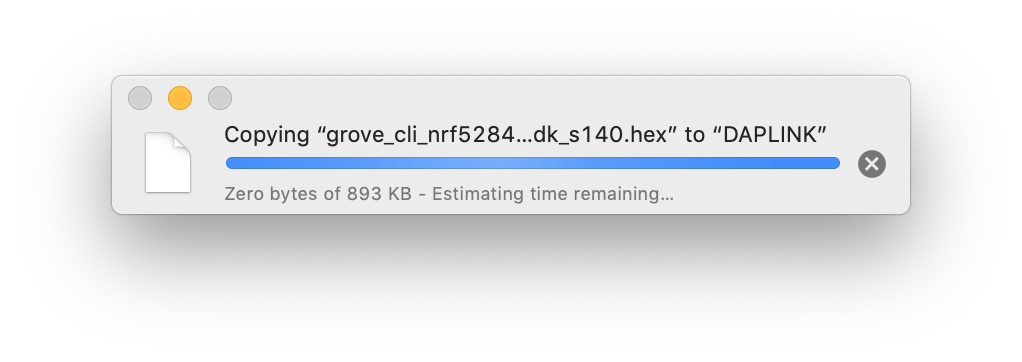 Copying “grove_cli_nrf5284...dk_s140.hex” to “DAPLINK”
Zero bytes of 893 KB - Estimating time remaining...